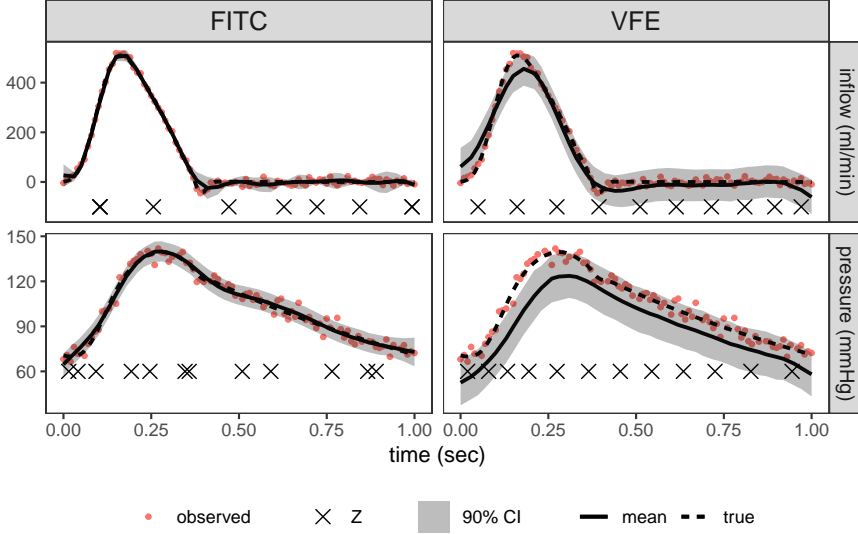 FITC VFE
400
200
0
inflow (ml/min)
150
120
90
60
pressure (mmHg)
0.00 0.25 0.50 0.75 1.00 0.00 0.25 0.50 0.75 1.00
time (sec)
observed Z 90% CI mean true